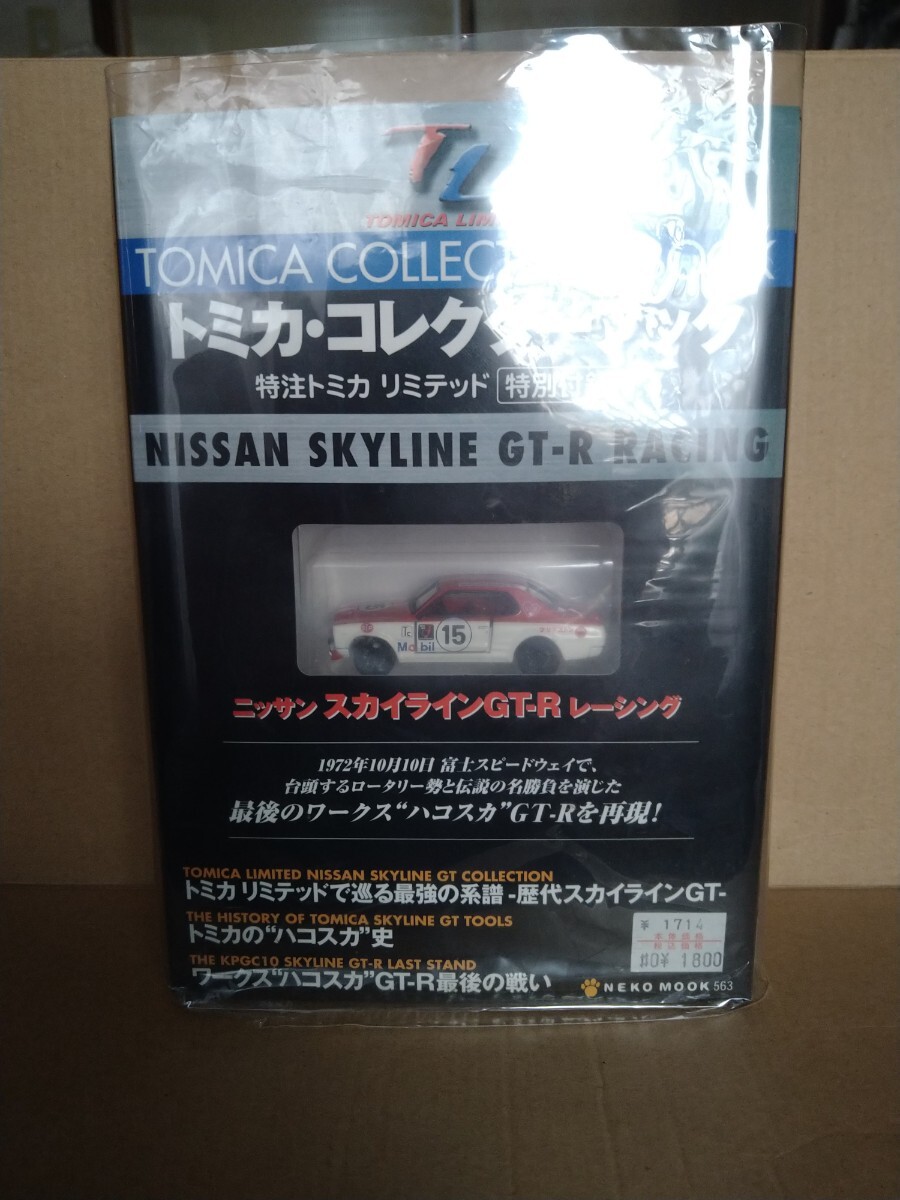 TL
TOMICA
TOMICA COLLEC
トミカ・コレク
特注トミカ リミテッド 特別付
NISSAN SKYLINE GT-R RACING
Tc
15
Mobil
ニッサン スカイラインGT-R レーシング
1972年10月10日 富士スピードウェイで、
台頭するロータリー勢と伝説の名勝負を演じた
最後のワークス“ハコスカ”GT-Rを再現！
TOMICA LIMITED NISSAN SKYLINE GT COLLECTION
トミカ リミテッドで巡る最強の系譜 -歴代スカイラインGT-
THE HISTORY OF TOMICA SKYLINE GT TOOLS
トミカの“ハコスカ”史
THE KPGC10 SKYLINE GT-R LAST STAND
ワークス“ハコスカ”GT-R最後の戦い
¥ 1714
¥ 1800
NEKO MOOK 563